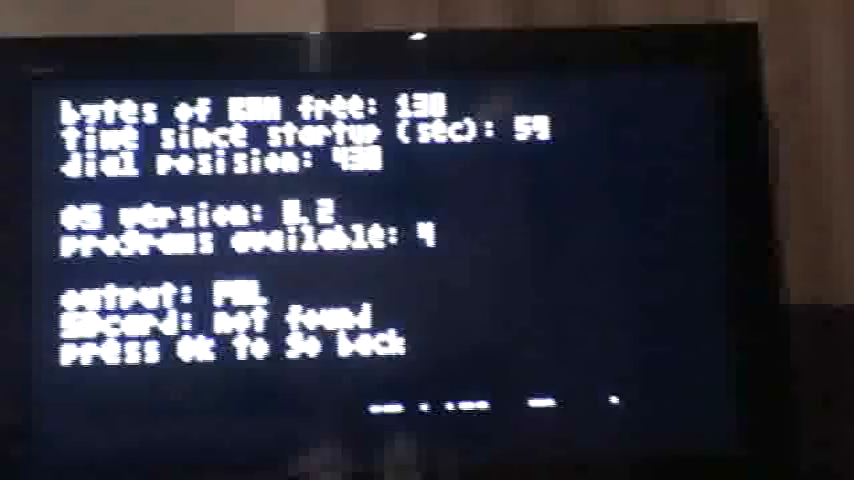 bytes of RAM free: 130
time since startup (sec): 59
dial posision: 430
OS version: 0.2
programs available: 4
output: PAL
SDcard: not found
press Ok to go back